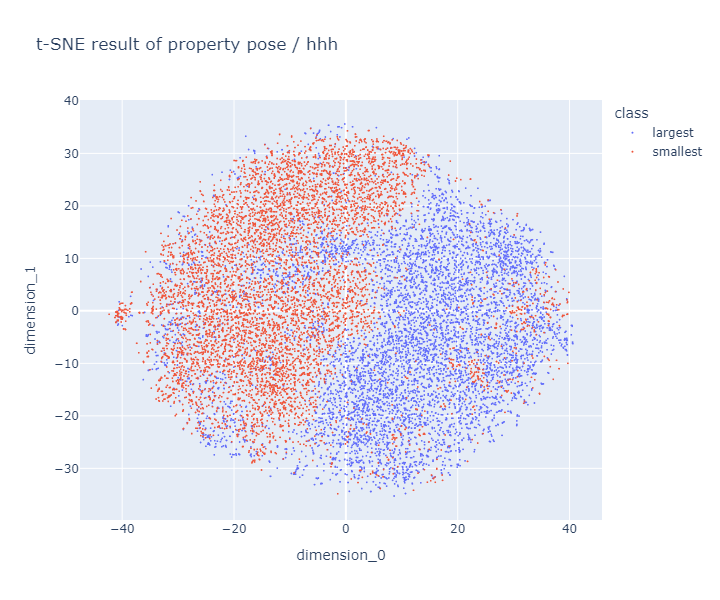 t-SNE result of property pose / hhh
class
largest
smallest
dimension_1
40
30
20
10
0
−10
−20
−30
−40
−20
0
20
40
dimension_0